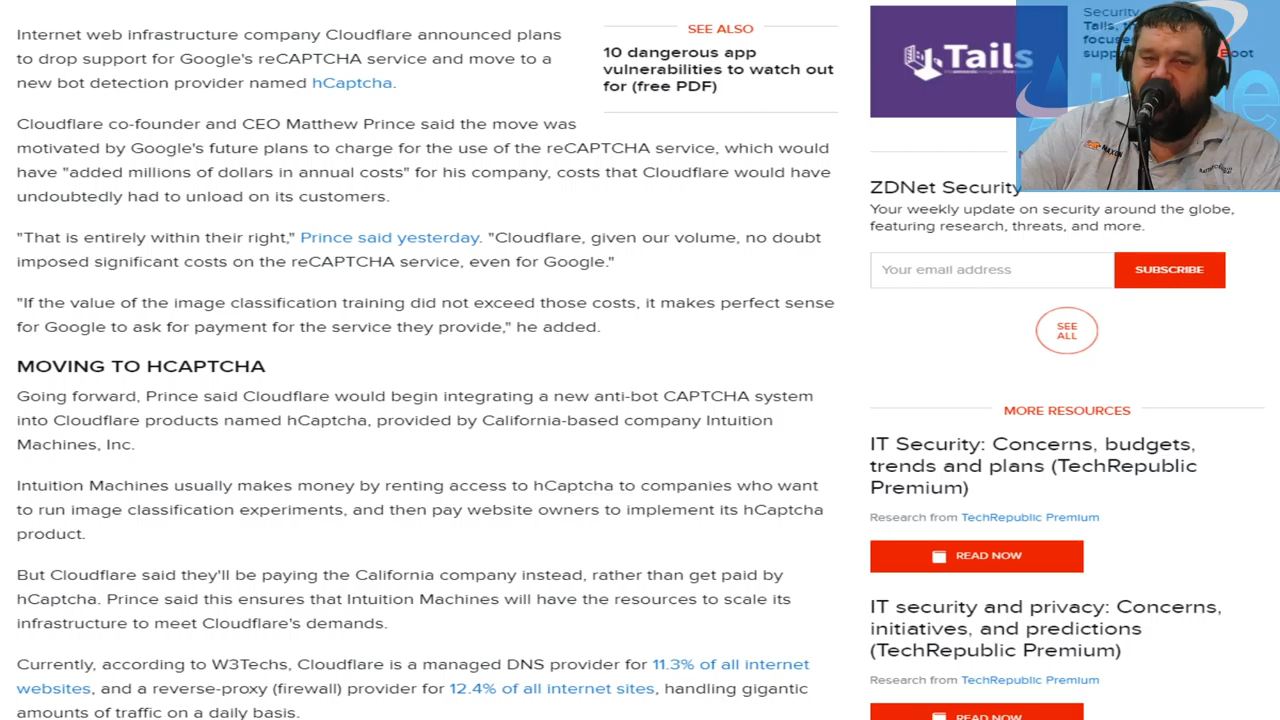 Internet web infrastructure company Cloudflare announced plans
to drop support for Google's reCAPTCHA service and move to a
new bot detection provider named hCaptcha.
SEE ALSO
10 dangerous app
vulnerabilities to watch out
for (free PDF)
Cloudflare co-founder and CEO Matthew Prince said the move was
motivated by Google's future plans to charge for the use of the reCAPTCHA service, which would
have "added millions of dollars in annual costs" for his company, costs that Cloudflare would have
undoubtedly had to unload on its customers.
"That is entirely within their right," Prince said yesterday. "Cloudflare, given our volume, no doubt
imposed significant costs on the reCAPTCHA service, even for Google."
"If the value of the image classification training did not exceed those costs, it makes perfect sense
for Google to ask for payment for the service they provide," he added.
MOVING TO HCAPTCHA
Going forward, Prince said Cloudflare would begin integrating a new anti-bot CAPTCHA system
into Cloudflare products named hCaptcha, provided by California-based company Intuition
Machines, Inc.
Intuition Machines usually makes money by renting access to hCaptcha to companies who want
to run image classification experiments, and then pay website owners to implement its hCaptcha
product.
But Cloudflare said they'll be paying the California company instead, rather than get paid by
hCaptcha. Prince said this ensures that Intuition Machines will have the resources to scale its
infrastructure to meet Cloudflare's demands.
Currently, according to W3Techs, Cloudflare is a managed DNS provider for 11.3% of all internet
websites, and a reverse-proxy (firewall) provider for 12.4% of all internet sites, handling gigantic
amounts of traffic on a daily basis.
Tails
Security
Tails, t
focuse
supp
oot
ZDNet Security
Your weekly update on security around the globe,
featuring research, threats, and more.
Your email address
SUBSCRIBE
SEE
ALL
MORE RESOURCES
IT Security: Concerns, budgets,
trends and plans (TechRepublic
Premium)
Research from TechRepublic Premium
READ NOW
IT security and privacy: Concerns,
initiatives, and predictions
(TechRepublic Premium)
Research from TechRepublic Premium
READ NOW